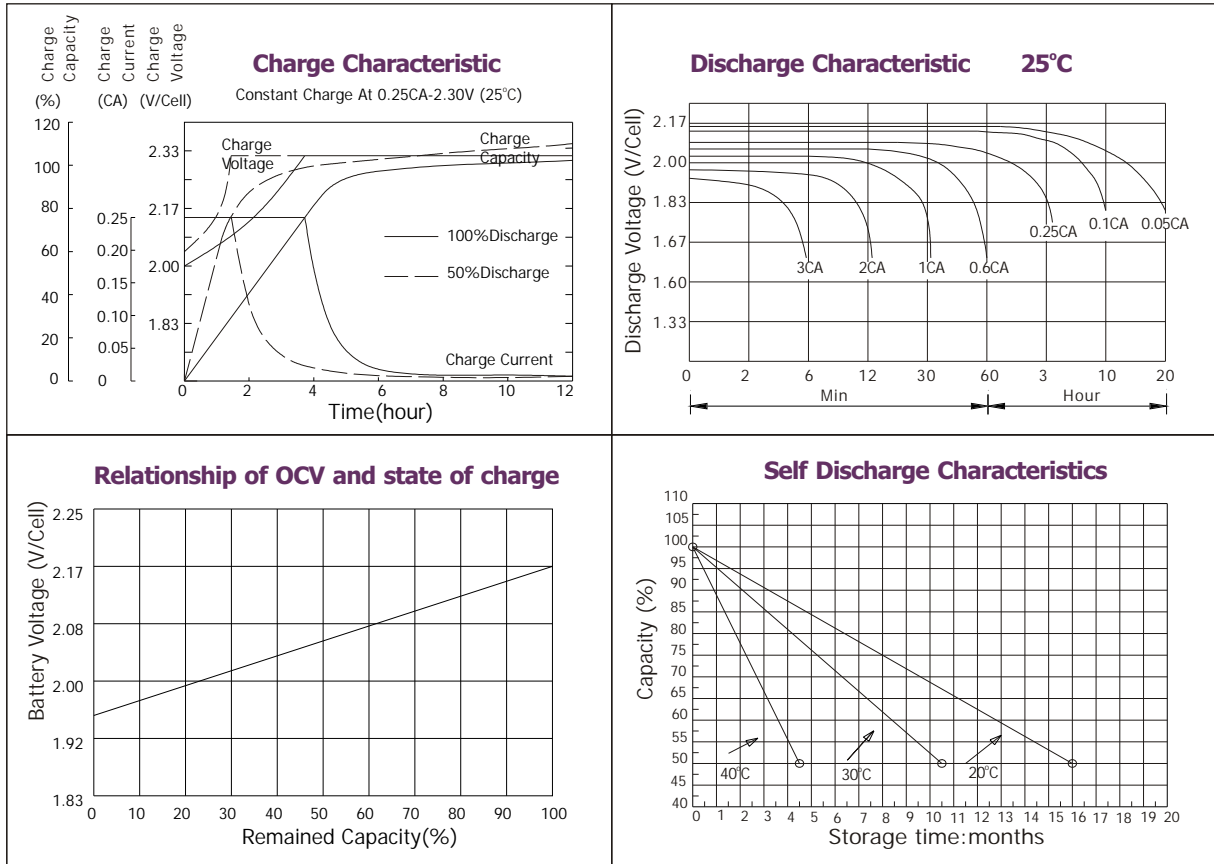 Charge Capacity
Charge Current
Charge Voltage
(%) (CA) (V/Cell)
Charge Characteristic
Constant Charge At 0.25CA-2.30V (25°C)
120
100
80
60
40
20
0
0.25
0.20
0.15
0.10
0.05
0
2.33
2.17
2.00
1.83
Charge Voltage
Charge Capacity
100%Discharge
50%Discharge
Charge Current
0 2 4 6 8 10 12
Time(hour)
Discharge Characteristic 25°C
Discharge Voltage (V/Cell)
2.17
2.00
1.83
1.67
1.60
1.33
3CA 2CA 1CA 0.6CA 0.25CA 0.1CA 0.05CA
0 2 6 12 30 60 3 10 20
Min Hour
Relationship of OCV and state of charge
Battery Voltage (V/Cell)
2.25
2.17
2.08
2.00
1.92
1.83
0 10 20 30 40 50 60 70 80 90 100
Remained Capacity(%)
Self Discharge Characteristics
Capacity (%)
110
100
95
90
85
80
75
70
65
60
55
50
45
40
40°C 30°C 20°C
0 1 2 3 4 5 6 7 8 9 10 11 12 13 14 15 16 17 18 19 20
Storage time:months